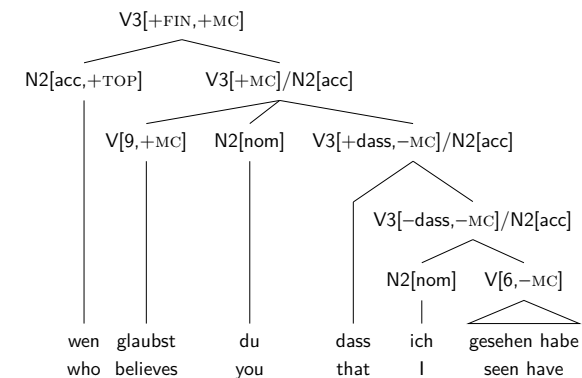 V3[+FIN,+MC]
N2[acc,+TOP] V3[+MC]/N2[acc]
V[9,+MC] N2[nom] V3[+dass,−MC]/N2[acc]
V3[−dass,−MC]/N2[acc]
N2[nom] V[6,−MC]
wen glaubst du dass ich gesehen habe
who believes you that I seen have